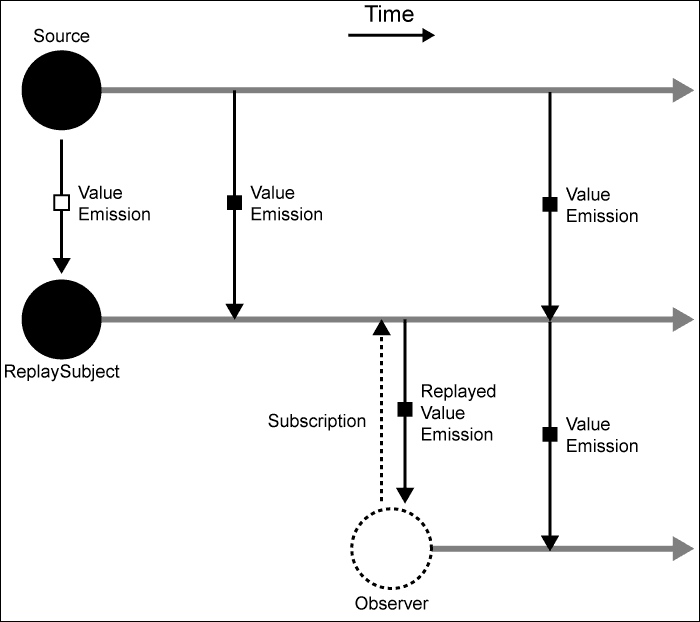 Time
Source
Value
Emission
Value
Emission
Value
Emission
ReplaySubject
Subscription
Replayed
Value
Emission
Value
Emission
Observer